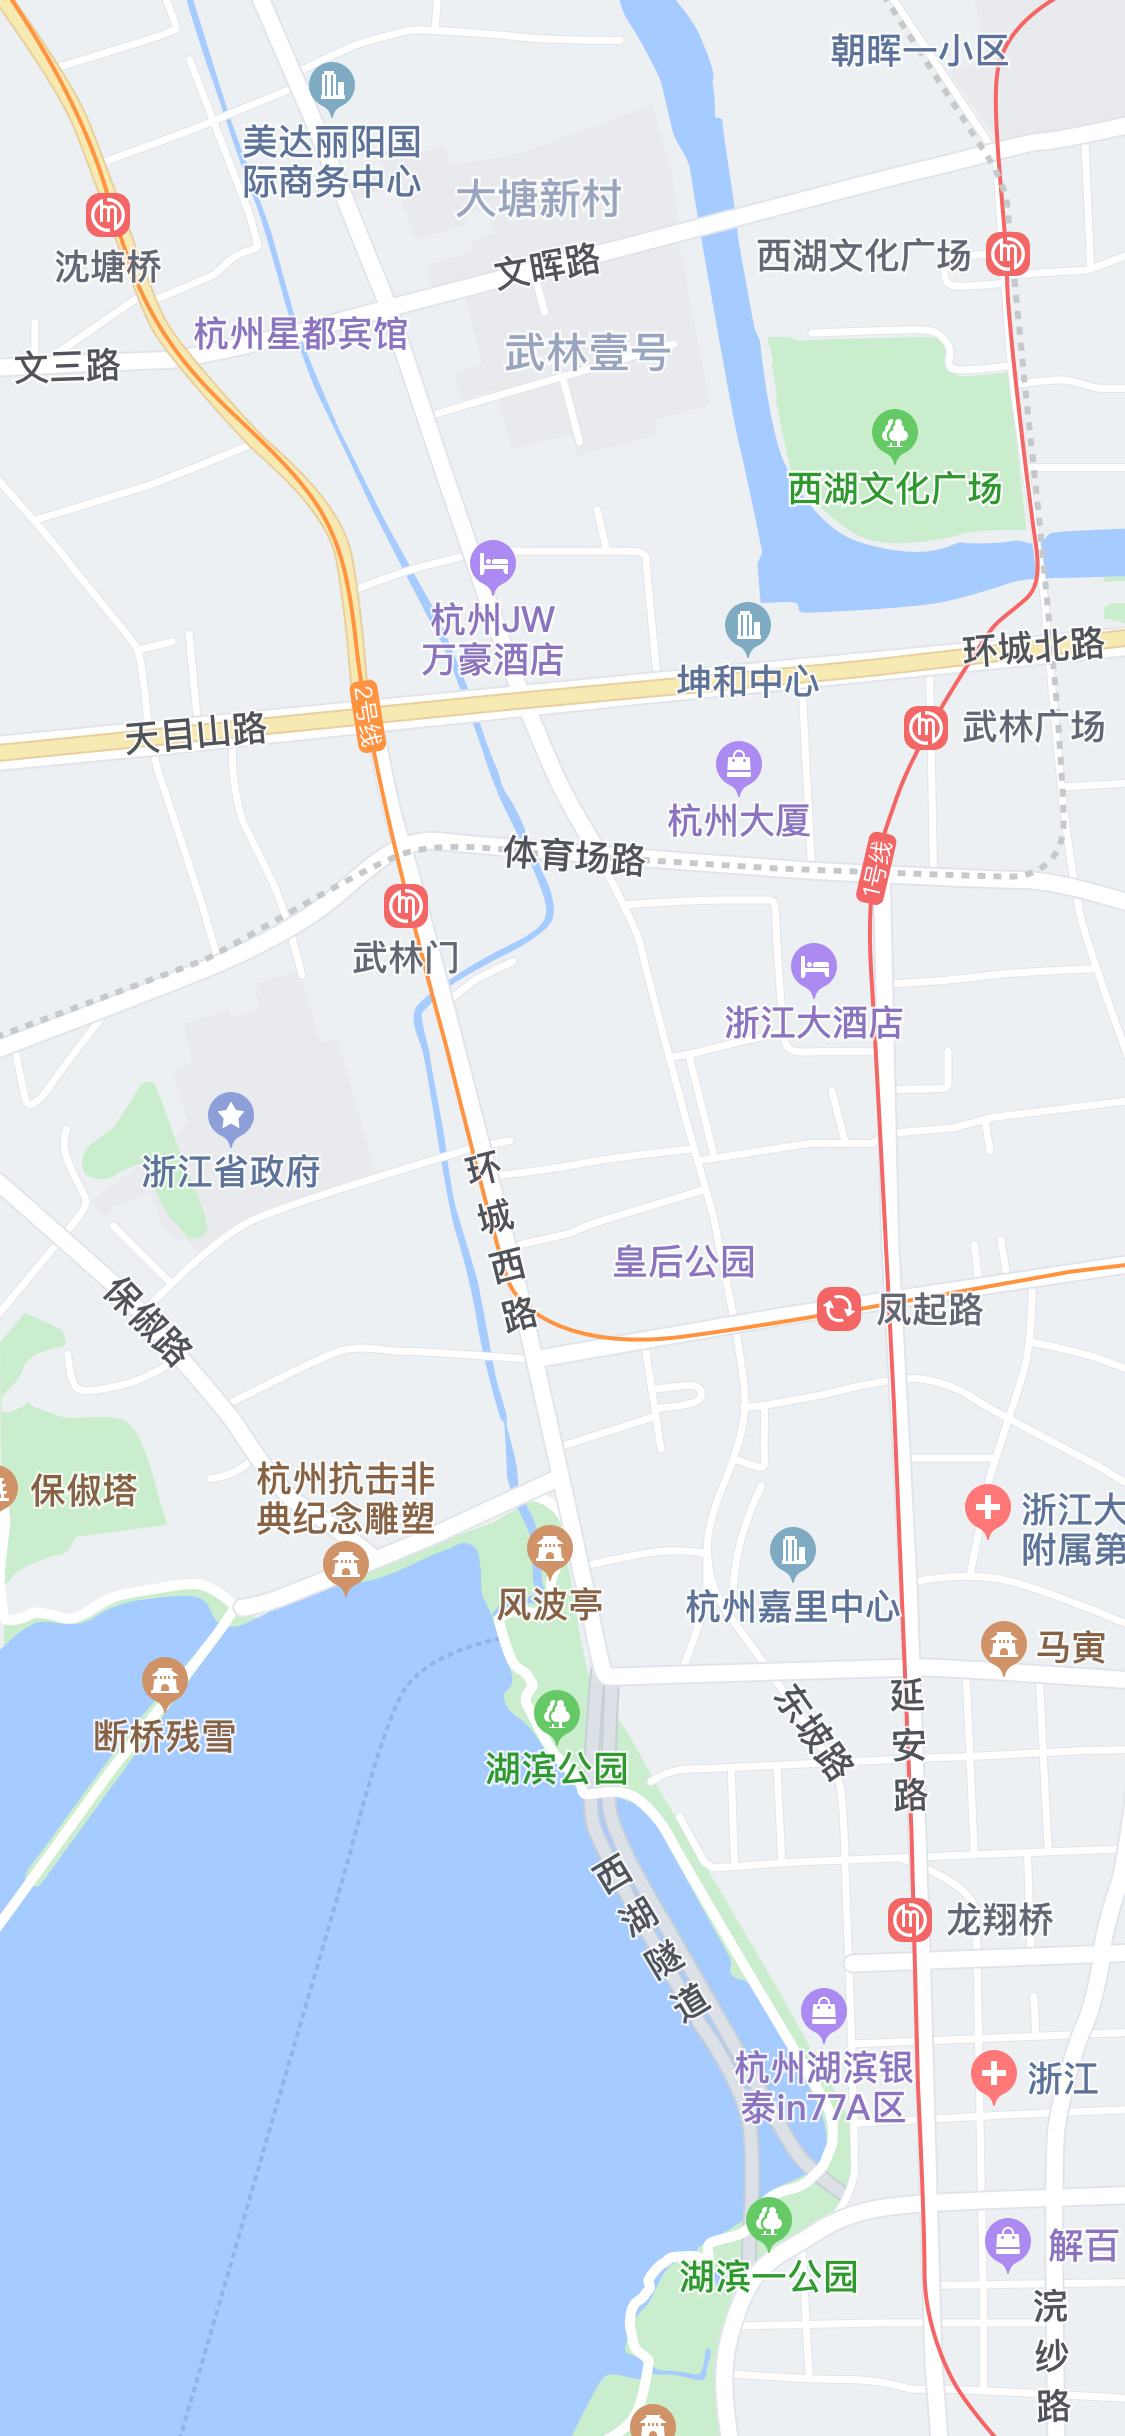 朝晖一小区
美达丽阳国
际商务中心
大塘新村
沈塘桥
文晖路
西湖文化广场
杭州星都宾馆
武林壹号
文三路
西湖文化广场
杭州JW
万豪酒店
坤和中心
环城北路
2号线
天目山路
武林广场
杭州大厦
体育场路
1号线
武林门
浙江大酒店
浙江省政府
环城西路
皇后公园
凤起路
保俶路
保俶塔
杭州抗击非
典纪念雕塑
浙江大
附属第
风波亭
杭州嘉里中心
马寅
断桥残雪
东坡路
延安路
湖滨公园
西湖隧道
龙翔桥
杭州湖滨银
泰in77A区
浙江
解百
湖滨一公园
浣纱路